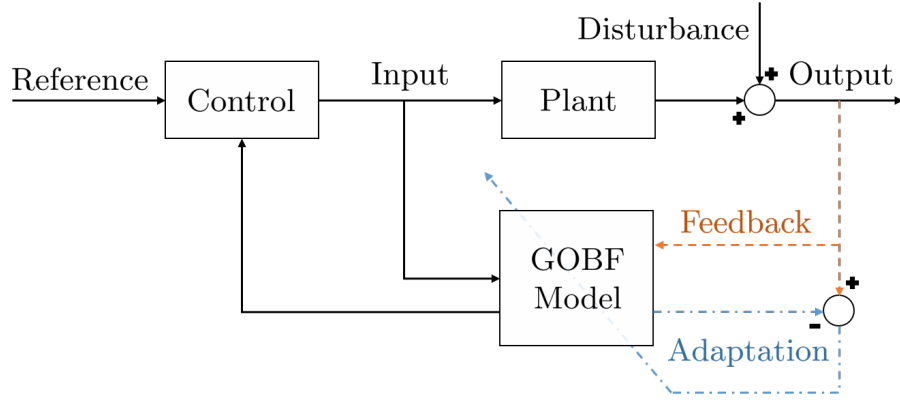 Disturbance
Reference
Input
Output
Control
Plant
+
+
Feedback
GOBF
Model
+
-
Adaptation